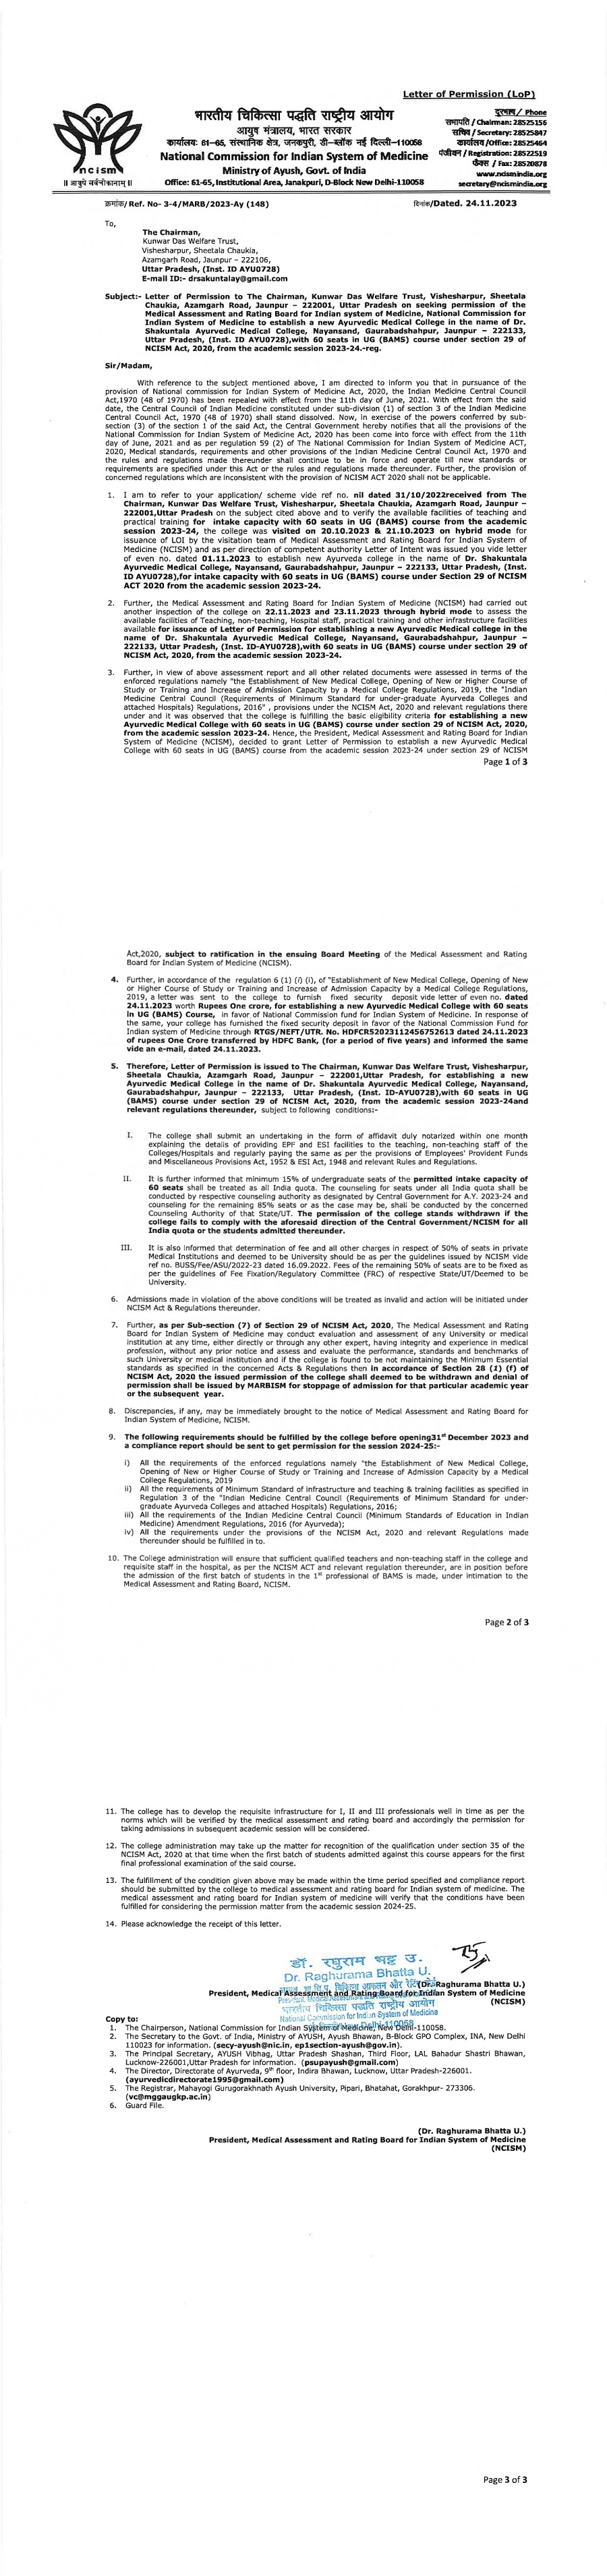 Letter of Permission (LoP)
ncism
॥ आयुषे सर्वलोकानाम् ॥
भारतीय चिकित्सा पद्धति राष्ट्रीय आयोग
आयुष मंत्रालय, भारत सरकार
कार्यालयः 61-65, संस्थानिक क्षेत्र, जनकपुरी, डी-ब्लॉक नई दिल्ली-110058
National Commission for Indian System of Medicine
Ministry of Ayush, Govt. of India
Office: 61-65, Institutional Area, Janakpuri, D-Block New Delhi-110058
दूरभाष/ Phone
सभापति / Chairman: 28525156
सचिव / Secretary: 28525847
कार्यालय/Office: 28525464
पंजीयन / Registration: 28522519
फैक्स / Fax: 28520878
www.ncismindia.org
secretary@ncismindia.org
क्रमांक/ Ref. No- 3-4/MARB/2023-Ay (148)
दिनांक/Dated. 24.11.2023
To,
The Chairman,
Kunwar Das Welfare Trust,
Vishesharpur, Sheetala Chaukia,
Azamgarh Road, Jaunpur – 222106,
Uttar Pradesh, (Inst. ID AYU0728)
E-mail ID:- drsakuntalay@gmail.com
Subject:- Letter of Permission to The Chairman, Kunwar Das Welfare Trust, Vishesharpur, Sheetala
Chaukia, Azamgarh Road, Jaunpur – 222001, Uttar Pradesh on seeking permission of the
Medical Assessment and Rating Board for Indian system of Medicine, National Commission for
Indian System of Medicine to establish a new Ayurvedic Medical College in the name of Dr.
Shakuntala Ayurvedic Medical College, Nayansand, Gaurabadshahpur, Jaunpur – 222133,
Uttar Pradesh, (Inst. ID AYU0728),with 60 seats in UG (BAMS) course under section 29 of
NCISM Act, 2020, from the academic session 2023-24.-reg.
Sir/Madam,
With reference to the subject mentioned above, I am directed to inform you that in pursuance of the
provision of National commission for Indian System of Medicine Act, 2020, the Indian Medicine Central Council
Act,1970 (48 of 1970) has been repealed with effect from the 11th day of June, 2021. With effect from the said
date, the Central Council of Indian Medicine constituted under sub-division (1) of section 3 of the Indian Medicine
Central Council Act, 1970 (48 of 1970) shall stand dissolved. Now, in exercise of the powers conferred by sub-
section (3) of the section 1 of the said Act, the Central Government hereby notifies that all the provisions of the
National Commission for Indian System of Medicine Act, 2020 has been come into force with effect from the 11th
day of June, 2021 and as per regulation 59 (2) of The National Commission for Indian System of Medicine ACT,
2020, Medical standards, requirements and other provisions of the Indian Medicine Central Council Act, 1970 and
the rules and regulations made thereunder shall continue to be in force and operate till new standards or
requirements are specified under this Act or the rules and regulations made thereunder. Further, the provision of
concerned regulations which are inconsistent with the provision of NCISM ACT 2020 shall not be applicable.
1. I am to refer to your application/ scheme vide ref no. nil dated 31/10/2022received from The
Chairman, Kunwar Das Welfare Trust, Vishesharpur, Sheetala Chaukia, Azamgarh Road, Jaunpur –
222001,Uttar Pradesh on the subject cited above and to verify the available facilities of teaching and
practical training for intake capacity with 60 seats in UG (BAMS) course from the academic
session 2023-24, the college was visited on 20.10.2023 & 21.10.2023 on hybrid mode for
issuance of LOI by the visitation team of Medical Assessment and Rating Board for Indian System of
Medicine (NCISM) and as per direction of competent authority Letter of Intent was issued you vide letter
of even no. dated 01.11.2023 to establish new Ayurveda college in the name of Dr. Shakuntala
Ayurvedic Medical College, Nayansand, Gaurabadshahpur, Jaunpur – 222133, Uttar Pradesh, (Inst.
ID AYU0728),for intake capacity with 60 seats in UG (BAMS) course under Section 29 of NCISM
ACT 2020 from the academic session 2023-24.
2. Further, the Medical Assessment and Rating Board for Indian System of Medicine (NCISM) had carried out
another inspection of the college on 22.11.2023 and 23.11.2023 through hybrid mode to assess the
available facilities of Teaching, non-teaching, Hospital staff, practical training and other infrastructure facilities
available for issuance of Letter of Permission for establishing a new Ayurvedic Medical college in the
name of Dr. Shakuntala Ayurvedic Medical College, Nayansand, Gaurabadshahpur, Jaunpur –
222133, Uttar Pradesh, (Inst. ID-AYU0728),with 60 seats in UG (BAMS) course under section 29 of
NCISM Act, 2020, from the academic session 2023-24.
3. Further, in view of above assessment report and all other related documents were assessed in terms of the
enforced regulations namely "the Establishment of New Medical College, Opening of New or Higher Course of
Study or Training and Increase of Admission Capacity by a Medical College Regulations, 2019, the "Indian
Medicine Central Council (Requirements of Minimum Standard for under-graduate Ayurveda Colleges and
attached Hospitals) Regulations, 2016" , provisions under the NCISM Act, 2020 and relevant regulations there
under and it was observed that the college is fulfilling the basic eligibility criteria for establishing a new
Ayurvedic Medical College with 60 seats in UG (BAMS) course under section 29 of NCISM Act, 2020,
from the academic session 2023-24. Hence, the President, Medical Assessment and Rating Board for Indian
System of Medicine (NCISM), decided to grant Letter of Permission to establish a new Ayurvedic Medical
College with 60 seats in UG (BAMS) course from the academic session 2023-24 under section 29 of NCISM
Page 1 of 3
Act,2020, subject to ratification in the ensuing Board Meeting of the Medical Assessment and Rating
Board for Indian System of Medicine (NCISM).
4. Further, in accordance of the regulation 6 (1) (i) (i), of "Establishment of New Medical College, Opening of New
or Higher Course of Study or Training and Increase of Admission Capacity by a Medical College Regulations,
2019, a letter was sent to the college to furnish fixed security deposit vide letter of even no. dated
24.11.2023 worth Rupees One crore, for establishing a new Ayurvedic Medical College with 60 seats
in UG (BAMS) Course, in favor of National Commission fund for Indian System of Medicine. In response of
the same, your college has furnished the fixed security deposit in favor of the National Commission Fund for
Indian system of Medicine through RTGS/NEFT/UTR. No. HDFCR52023112456752613 dated 24.11.2023
of rupees One Crore transferred by HDFC Bank, (for a period of five years) and informed the same
vide an e-mail, dated 24.11.2023.
5. Therefore, Letter of Permission is issued to The Chairman, Kunwar Das Welfare Trust, Vishesharpur,
Sheetala Chaukia, Azamgarh Road, Jaunpur – 222001,Uttar Pradesh, for establishing a new
Ayurvedic Medical College in the name of Dr. Shakuntala Ayurvedic Medical College, Nayansand,
Gaurabadshahpur, Jaunpur – 222133, Uttar Pradesh, (Inst. ID-AYU0728),with 60 seats in UG
(BAMS) course under section 29 of NCISM Act, 2020, from the academic session 2023-24and
relevant regulations thereunder, subject to following conditions:-
I. The college shall submit an undertaking in the form of affidavit duly notarized within one month
explaining the details of providing EPF and ESI facilities to the teaching, non-teaching staff of the
Colleges/Hospitals and regularly paying the same as per the provisions of Employees' Provident Funds
and Miscellaneous Provisions Act, 1952 & ESI Act, 1948 and relevant Rules and Regulations.
II. It is further informed that minimum 15% of undergraduate seats of the permitted intake capacity of
60 seats shall be treated as all India quota. The counseling for seats under all India quota shall be
conducted by respective counseling authority as designated by Central Government for A.Y. 2023-24 and
counseling for the remaining 85% seats or as the case may be, shall be conducted by the concerned
Counseling Authority of that State/UT. The permission of the college stands withdrawn if the
college fails to comply with the aforesaid direction of the Central Government/NCISM for all
India quota or the students admitted thereunder.
III. It is also informed that determination of fee and all other charges in respect of 50% of seats in private
Medical Institutions and deemed to be University should be as per the guidelines issued by NCISM vide
ref no. BUSS/Fee/ASU/2022-23 dated 16.09.2022. Fees of the remaining 50% of seats are to be fixed as
per the guidelines of Fee Fixation/Regulatory Committee (FRC) of respective State/UT/Deemed to be
University.
6. Admissions made in violation of the above conditions will be treated as invalid and action will be initiated under
NCISM Act & Regulations thereunder.
7. Further, as per Sub-section (7) of Section 29 of NCISM Act, 2020, The Medical Assessment and Rating
Board for Indian System of Medicine may conduct evaluation and assessment of any University or medical
institution at any time, either directly or through any other expert, having integrity and experience in medical
profession, without any prior notice and assess and evaluate the performance, standards and benchmarks of
such University or medical institution and if the college is found to be not maintaining the Minimum Essential
standards as specified in the concerned Acts & Regulations then in accordance of Section 28 (1) (f) of
NCISM Act, 2020 the issued permission of the college shall deemed to be withdrawn and denial of
permission shall be issued by MARBISM for stoppage of admission for that particular academic year
or the subsequent year.
8. Discrepancies, if any, may be immediately brought to the notice of Medical Assessment and Rating Board for
Indian System of Medicine, NCISM.
9. The following requirements should be fulfilled by the college before opening31st December 2023 and
a compliance report should be sent to get permission for the session 2024-25:-
i) All the requirements of the enforced regulations namely "the Establishment of New Medical College,
Opening of New or Higher Course of Study or Training and Increase of Admission Capacity by a Medical
College Regulations, 2019
ii) All the requirements of Minimum Standard of infrastructure and teaching & training facilities as specified in
Regulation 3 of the "Indian Medicine Central Council (Requirements of Minimum Standard for under-
graduate Ayurveda Colleges and attached Hospitals) Regulations, 2016;
iii) All the requirements of the Indian Medicine Central Council (Minimum Standards of Education in Indian
Medicine) Amendment Regulations, 2016 (for Ayurveda);
iv) All the requirements under the provisions of the NCISM Act, 2020 and relevant Regulations made
thereunder should be fulfilled in to.
10. The College administration will ensure that sufficient qualified teachers and non-teaching staff in the college and
requisite staff in the hospital, as per the NCISM ACT and relevant regulation thereunder, are in position before
the admission of the first batch of students in the 1st professional of BAMS is made, under intimation to the
Medical Assessment and Rating Board, NCISM.
Page 2 of 3
11. The college has to develop the requisite infrastructure for I, II and III professionals well in time as per the
norms which will be verified by the medical assessment and rating board and accordingly the permission for
taking admissions in subsequent academic session will be considered.
12. The college administration may take up the matter for recognition of the qualification under section 35 of the
NCISM Act, 2020 at that time when the first batch of students admitted against this course appears for the first
final professional examination of the said course.
13. The fulfillment of the condition given above may be made within the time period specified and compliance report
should be submitted by the college to medical assessment and rating board for Indian system of medicine. The
medical assessment and rating board for Indian system of medicine will verify that the conditions have been
fulfilled for considering the permission matter for the academic session 2024-25.
14. Please acknowledge the receipt of this letter.
डॉ. रघुराम भट्ट उ.
Dr. Raghurama Bhatta U.
(Dr. Raghurama Bhatta U.)
President, Medical Assessment and Rating Board for Indian System of Medicine
(NCISM)
भारतीय चिकित्सा पद्धति राष्ट्रीय आयोग
National Commission for Indian System of Medicine
Copy to:
1. The Chairperson, National Commission for Indian System of Medicine, New Delhi-110058.
2. The Secretary to the Govt. of India, Ministry of AYUSH, Ayush Bhawan, B-Block GPO Complex, INA, New Delhi
110023 for information. (secy-ayush@nic.in, ep1section-ayush@gov.in).
3. The Principal Secretary, AYUSH Vibhag, Uttar Pradesh Shashan, Third Floor, LAL Bahadur Shastri Bhawan,
Lucknow-226001,Uttar Pradesh for information. (psupayush@gmail.com)
4. The Director, Directorate of Ayurveda, 9th floor, Indira Bhawan, Lucknow, Uttar Pradesh-226001.
(ayurvedicdirectorate1995@gmail.com)
5. The Registrar, Mahayogi Gurugorakhnath Ayush University, Pipari, Bhatahat, Gorakhpur- 273306.
(vc@mggaugkp.ac.in)
6. Guard File.
(Dr. Raghurama Bhatta U.)
President, Medical Assessment and Rating Board for Indian System of Medicine
(NCISM)
Page 3 of 3